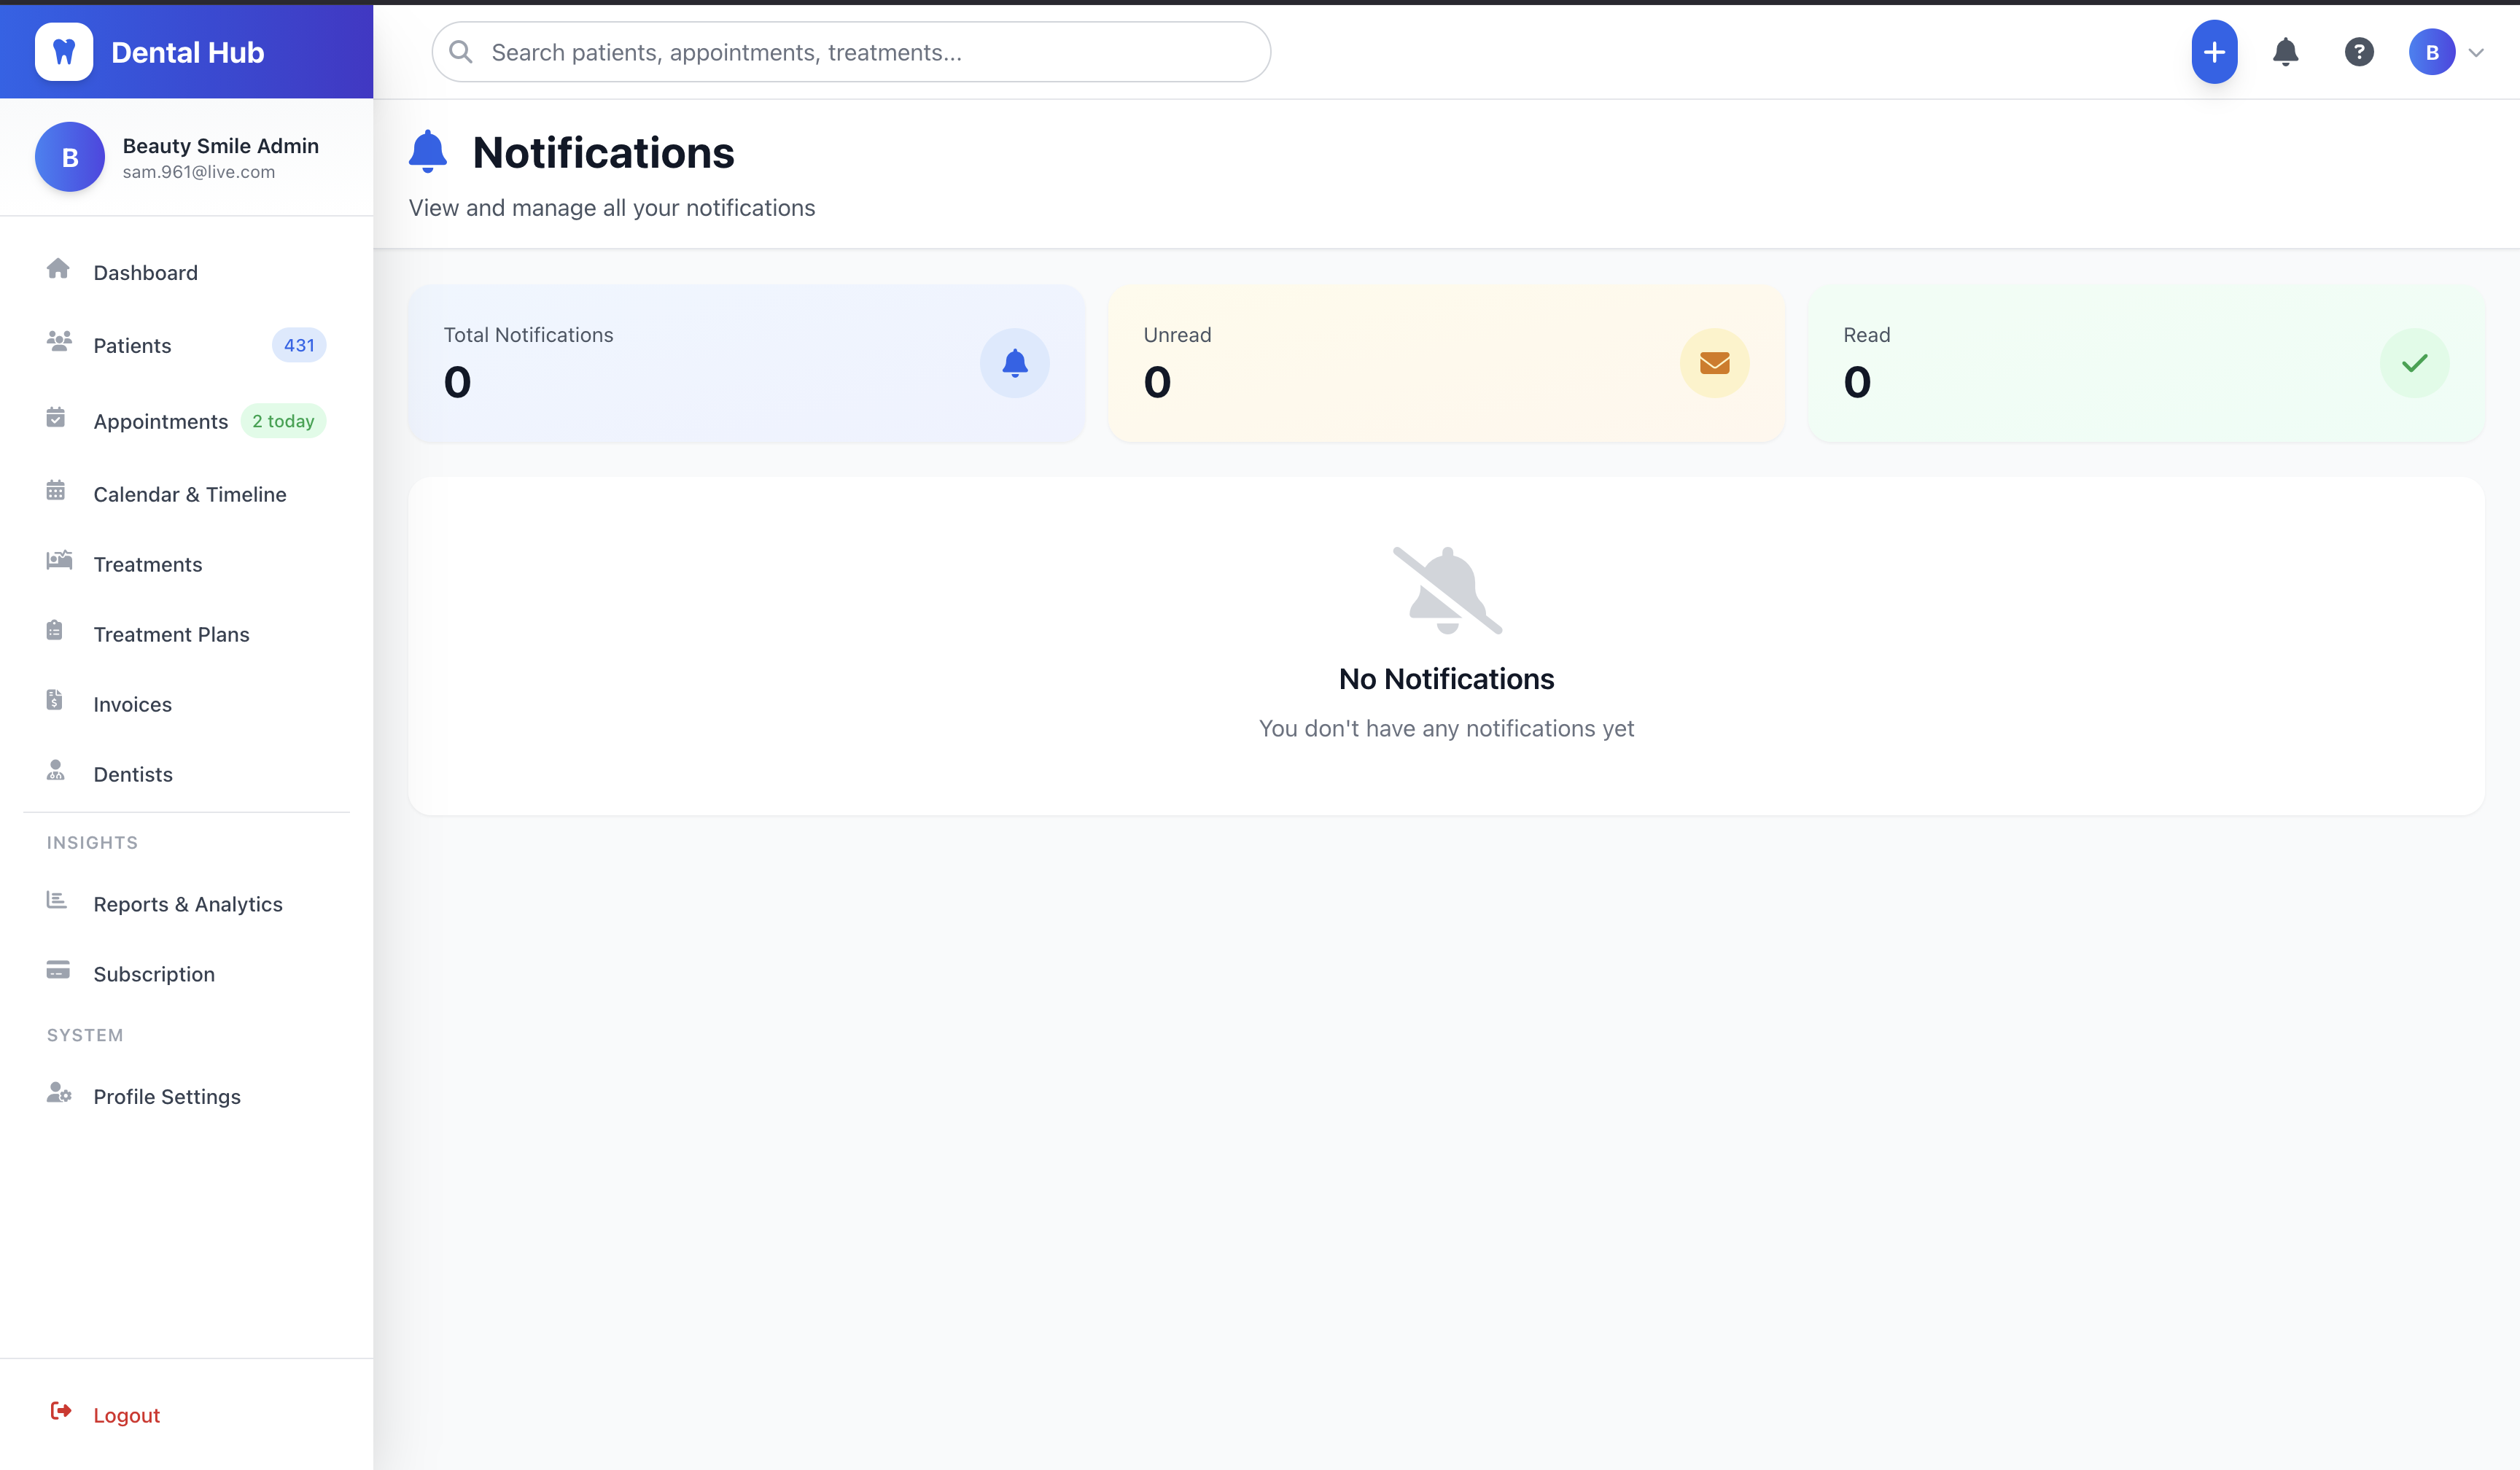 Dental Hub
Search patients, appointments, treatments...
?
B
B
Beauty Smile Admin
sam.961@live.com
Dashboard
Patients
431
Appointments
2 today
Calendar & Timeline
Treatments
Treatment Plans
Invoices
Dentists
INSIGHTS
Reports & Analytics
Subscription
SYSTEM
Profile Settings
Logout
Notifications
View and manage all your notifications
Total Notifications
0
Unread
0
Read
0
No Notifications
You don't have any notifications yet